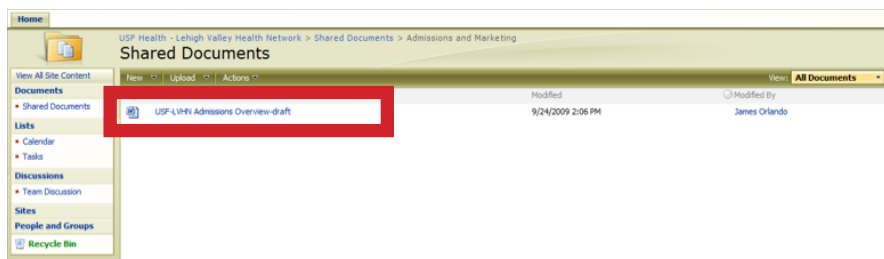 Home
USF Health - Lehigh Valley Health Network > Shared Documents > Admissions and Marketing
Shared Documents
View All Site Content
New Upload Actions View: All Documents
Documents
Modified Modified By
Shared Documents
USF-LVHN Admissions Overview-draft 9/24/2009 2:06 PM James Orlando
Lists
Calendar
Tasks
Discussions
Team Discussion
Sites
People and Groups
Recycle Bin